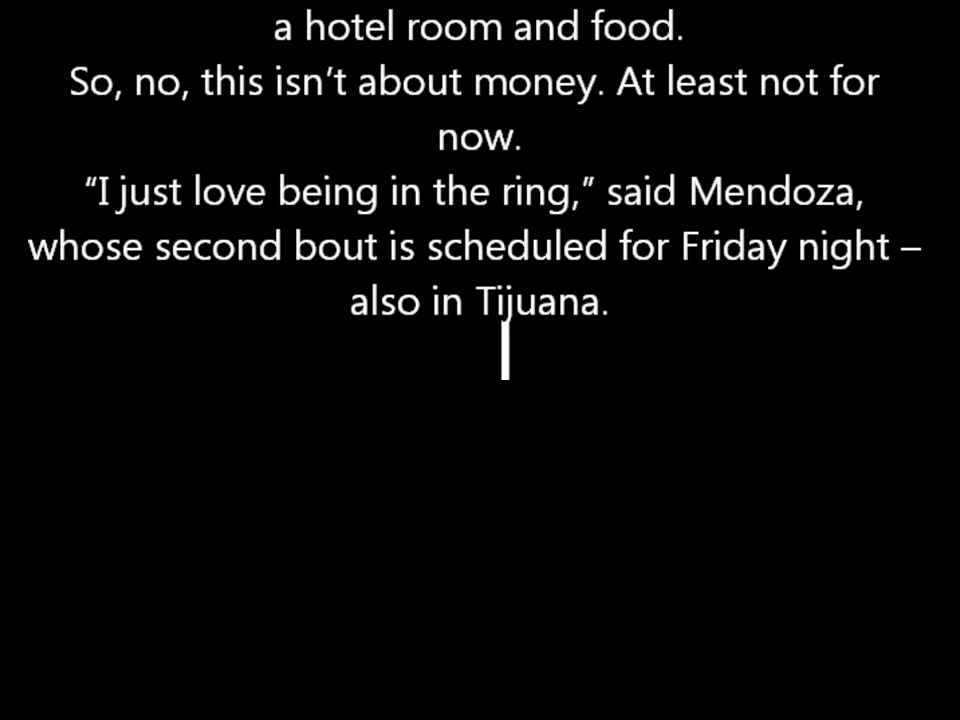 a hotel room and food.
So, no, this isn’t about money. At least not for
now.
“I just love being in the ring,” said Mendoza,
whose second bout is scheduled for Friday night –
also in Tijuana.